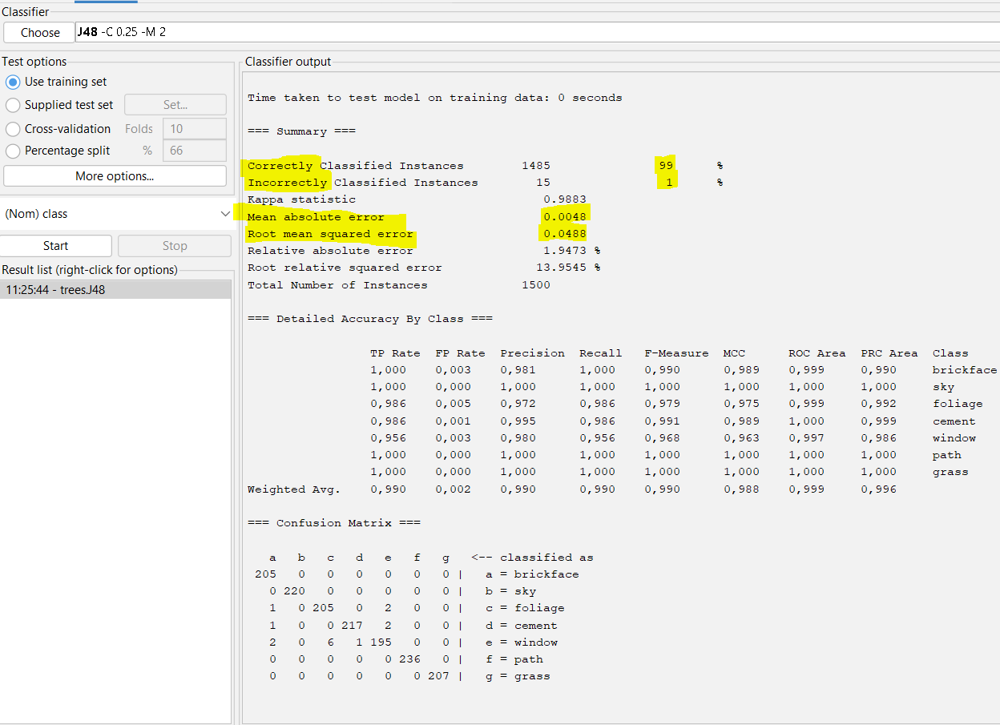 Classifier
Choose J48 -C 0.25 -M 2
Test options
Use training set
Supplied test set Set...
Cross-validation Folds 10
Percentage split % 66
More options...
(Nom) class
Start Stop
Result list (right-click for options)
11:25:44 - trees.J48
Classifier output
Time taken to test model on training data: 0 seconds
=== Summary ===
Correctly Classified Instances 1485 99 %
Incorrectly Classified Instances 15 1 %
Kappa statistic 0.9883
Mean absolute error 0.0048
Root mean squared error 0.0488
Relative absolute error 1.9473 %
Root relative squared error 13.9545 %
Total Number of Instances 1500
=== Detailed Accuracy By Class ===
TP Rate FP Rate Precision Recall F-Measure MCC ROC Area PRC Area Class
1,000 0,003 0,981 1,000 0,990 0,989 0,999 0,990 brickface
1,000 0,000 1,000 1,000 1,000 1,000 1,000 1,000 sky
0,986 0,005 0,972 0,986 0,979 0,975 0,999 0,992 foliage
0,986 0,001 0,995 0,986 0,991 0,989 1,000 0,999 cement
0,956 0,003 0,980 0,956 0,968 0,963 0,997 0,986 window
1,000 0,000 1,000 1,000 1,000 1,000 1,000 1,000 path
1,000 0,000 1,000 1,000 1,000 1,000 1,000 1,000 grass
Weighted Avg. 0,990 0,002 0,990 0,990 0,990 0,988 0,999 0,996
=== Confusion Matrix ===
a b c d e f g <-- classified as
205 0 0 0 0 0 0 | a = brickface
0 220 0 0 0 0 0 | b = sky
1 0 205 0 2 0 0 | c = foliage
1 0 0 217 2 0 0 | d = cement
2 0 6 1 195 0 0 | e = window
0 0 0 0 0 236 0 | f = path
0 0 0 0 0 0 207 | g = grass